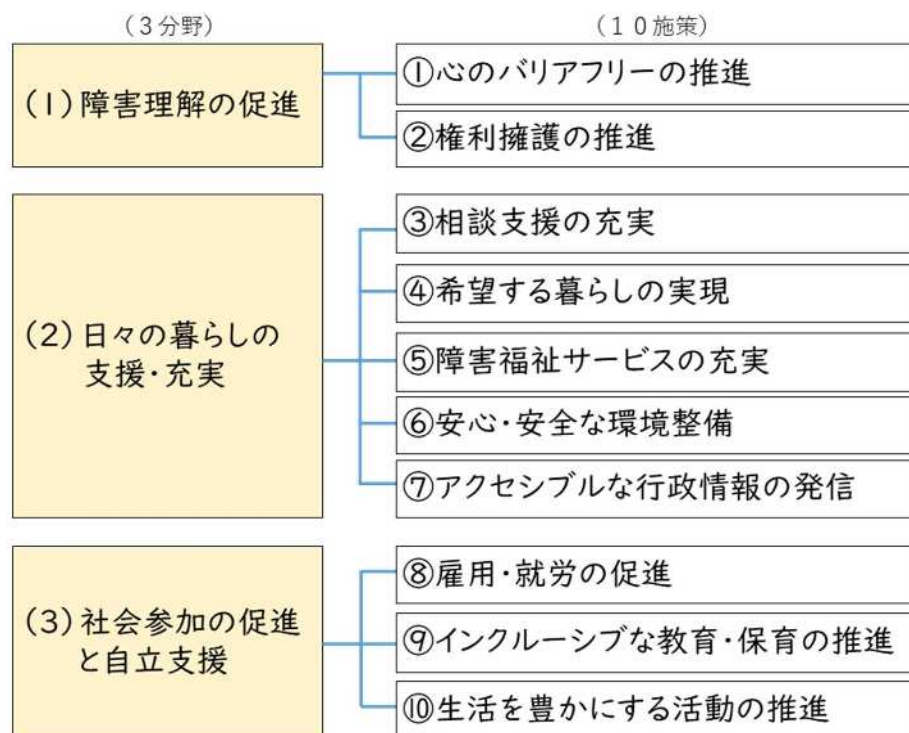 （３分野）
（１０施策）
(1)障害理解の促進
①心のバリアフリーの推進
②権利擁護の推進
(2)日々の暮らしの
支援・充実
③相談支援の充実
④希望する暮らしの実現
⑤障害福祉サービスの充実
⑥安心・安全な環境整備
⑦アクセシブルな行政情報の発信
(3)社会参加の促進
と自立支援
⑧雇用・就労の促進
⑨インクルーシブな教育・保育の推進
⑩生活を豊かにする活動の推進